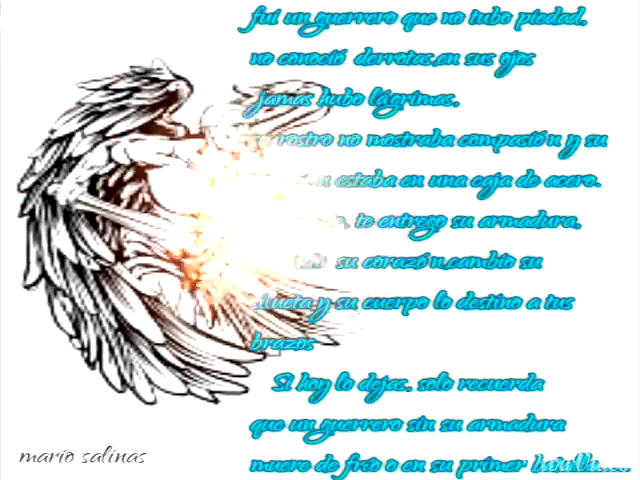 fui un guerrero que no tubo piedad,
no conoció derrotas,en sus ojos
jamas hubo lágrimas.
rostro no mostraba compasión y su
estaba en una caja de acero.
te entrego su armadura,
su corazón,cambio su
y su cuerpo lo destino a tus
brazos
Si hoy lo dejas, solo recuerda
que un guerrero sin su armadura
muere de frío o en su primer batalla.....
mario salinas